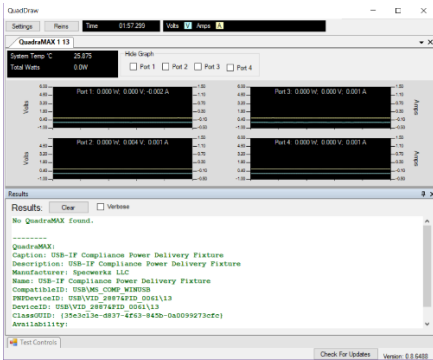 QuadDraw
Settings Reins Time 01:57.299 Volts V Amps A
QuadraMAX 1 13
System Temp °C 25.875
Total Watts 0.0W
Hide Graph
Port 1 Port 2 Port 3 Port 4
Port 1: 0.000 W, 0.000 V, -0.002 A
Port 3: 0.000 W, 0.000 V, 0.000 A
Volts
Amps
Port 2: 0.000 W, 0.004 V, 0.001 A
Port 4: 0.000 W, 0.000 V, 0.000 A
Volts
Amps
Results
Results: Clear Verbose
No QuadraMAX found.
--------
QuadraMAX:
Caption: USB-IF Compliance Power Delivery Fixture
Description: USB-IF Compliance Power Delivery Fixture
Manufacturer: Specwerkz LLC
Name: USB-IF Compliance Power Delivery Fixture
CompatibleID: USB\MS_COMP_WINUSB
PNPDeviceID: USB\VID_2887&PID_0061\13
DeviceID: USB\VID_2887&PID_0061\13
ClassGUID: {35e3c13e-d837-4f63-845b-0a0099273cfc}
Availability:
Test Controls
Check For Updates Version: 0.8.6488